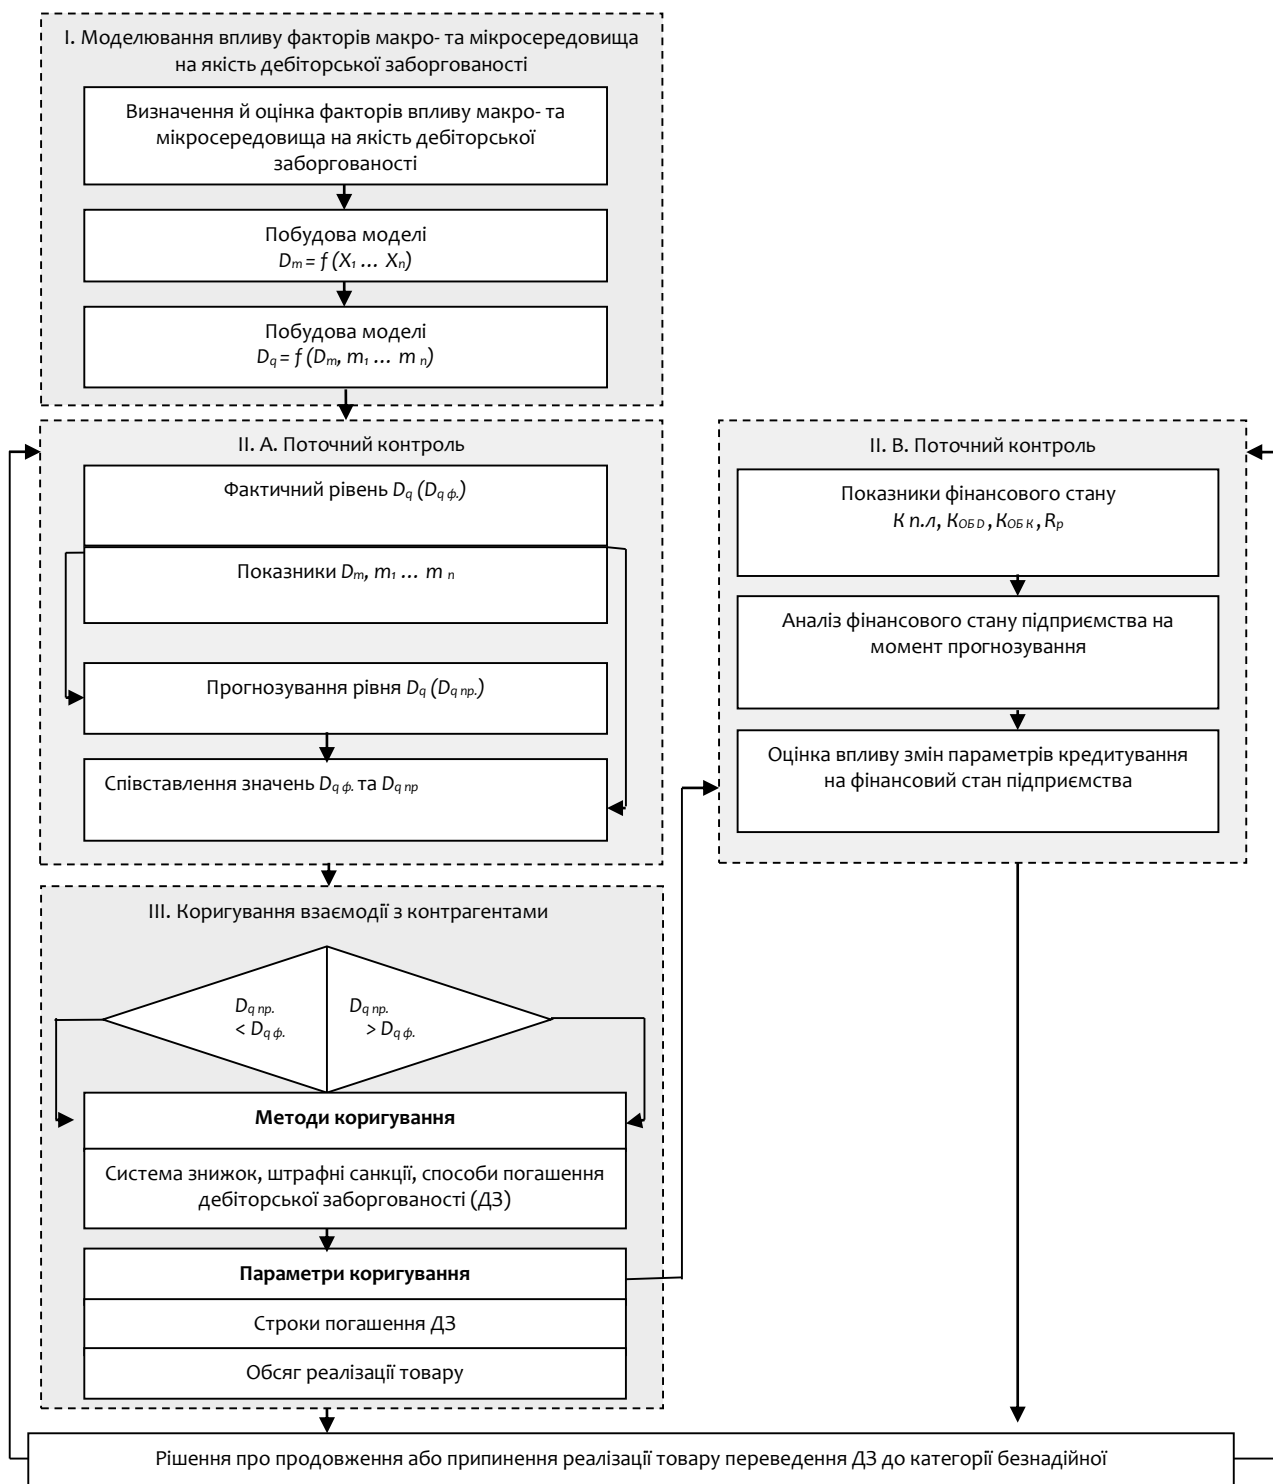 I. Моделювання впливу факторів макро- та мікросередовища
на якість дебіторської заборгованості
Визначення й оцінка факторів впливу макро- та
мікросередовища на якість дебіторської
заборгованості
Побудова моделі
Dm = f (X1 ... Xn)
Побудова моделі
Dq = f (Dm, m1 ... m n)
II. А. Поточний контроль
Фактичний рівень Dq (Dq ф.)
Показники Dm, m1 ... m n
Прогнозування рівня Dq (Dq пр.)
Співставлення значень Dq ф. та Dq пр
II. В. Поточний контроль
Показники фінансового стану
К п.л, КОБ D , КОБ К , Rp
Аналіз фінансового стану підприємства на
момент прогнозування
Оцінка впливу змін параметрів кредитування
на фінансовий стан підприємства
III. Коригування взаємодії з контрагентами
Dq пр.
< Dq ф.
Dq пр.
> Dq ф.
Методи коригування
Система знижок, штрафні санкції, способи погашення
дебіторської заборгованості (ДЗ)
Параметри коригування
Строки погашення ДЗ
Обсяг реалізації товару
Рішення про продовження або припинення реалізації товару переведення ДЗ до категорії безнадійної